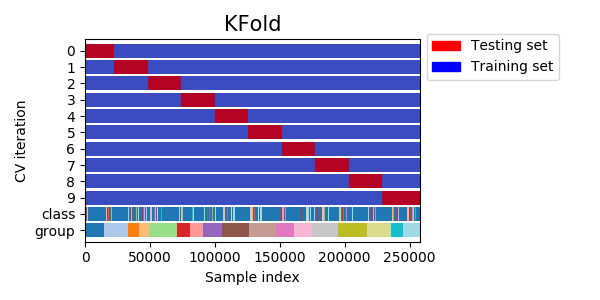 KFold
Testing set
Training set
CV iteration
0
1
2
3
4
5
6
7
8
9
class
group
0 50000 100000 150000 200000 250000
Sample index